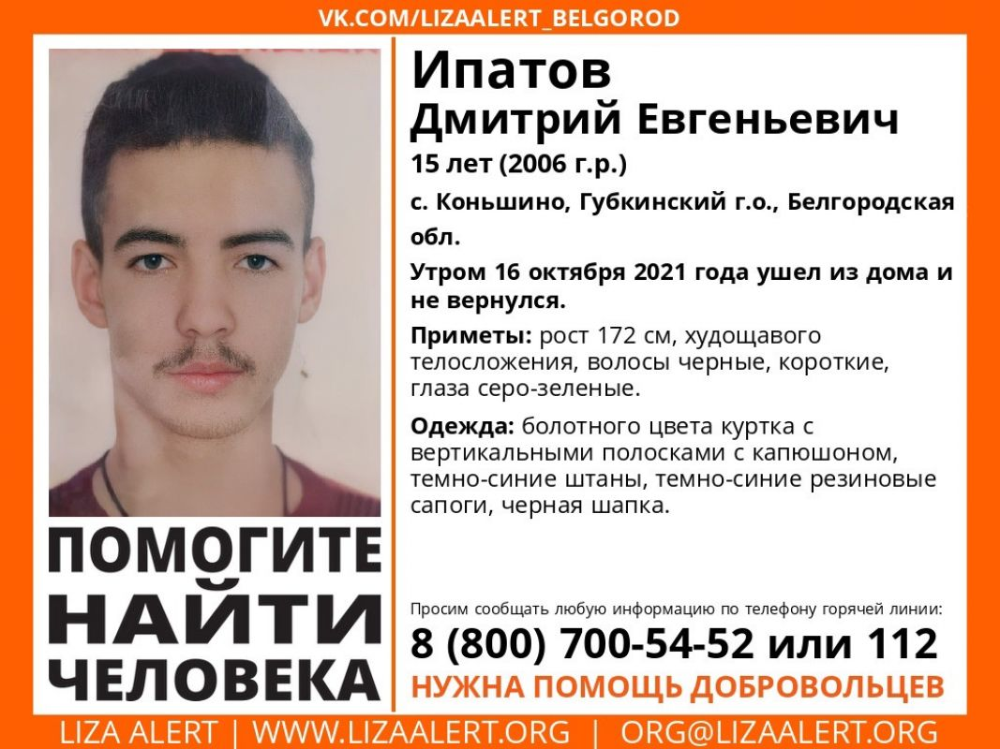 VK.COM/LIZAALERT_BELGOROD
Ипатов
Дмитрий Евгеньевич
15 лет (2006 г.р.)
с. Коньшино, Губкинский г.о., Белгородская
обл.
Утром 16 октября 2021 года ушел из дома и
не вернулся.
Приметы: рост 172 см, худощавого
телосложения, волосы черные, короткие,
глаза серо-зеленые.
Одежда: болотного цвета куртка с
вертикальными полосками с капюшоном,
темно-синие штаны, темно-синие резиновые
сапоги, черная шапка.
ПОМОГИТЕ
НАЙТИ
ЧЕЛОВЕКА
Просим сообщать любую информацию по телефону горячей линии:
8 (800) 700-54-52 или 112
НУЖНА ПОМОЩЬ ДОБРОВОЛЬЦЕВ
LIZA ALERT | WWW.LIZAALERT.ORG | ORG@LIZAALERT.ORG